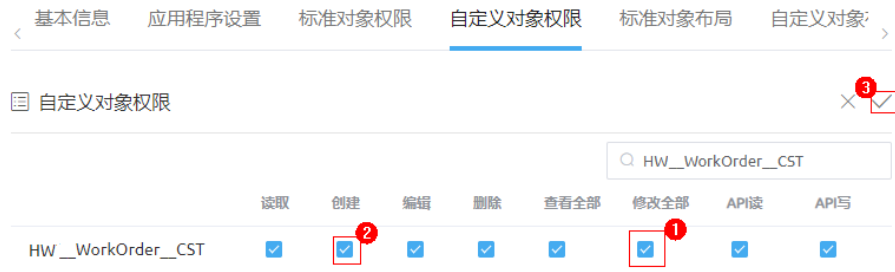 基本信息 应用程序设置 标准对象权限 自定义对象权限 标准对象布局 自定义对象
自定义对象权限
3
HW__WorkOrder__CST
读取 创建 编辑 删除 查看全部 修改全部 API读 API写
2 1
HW__WorkOrder__CST